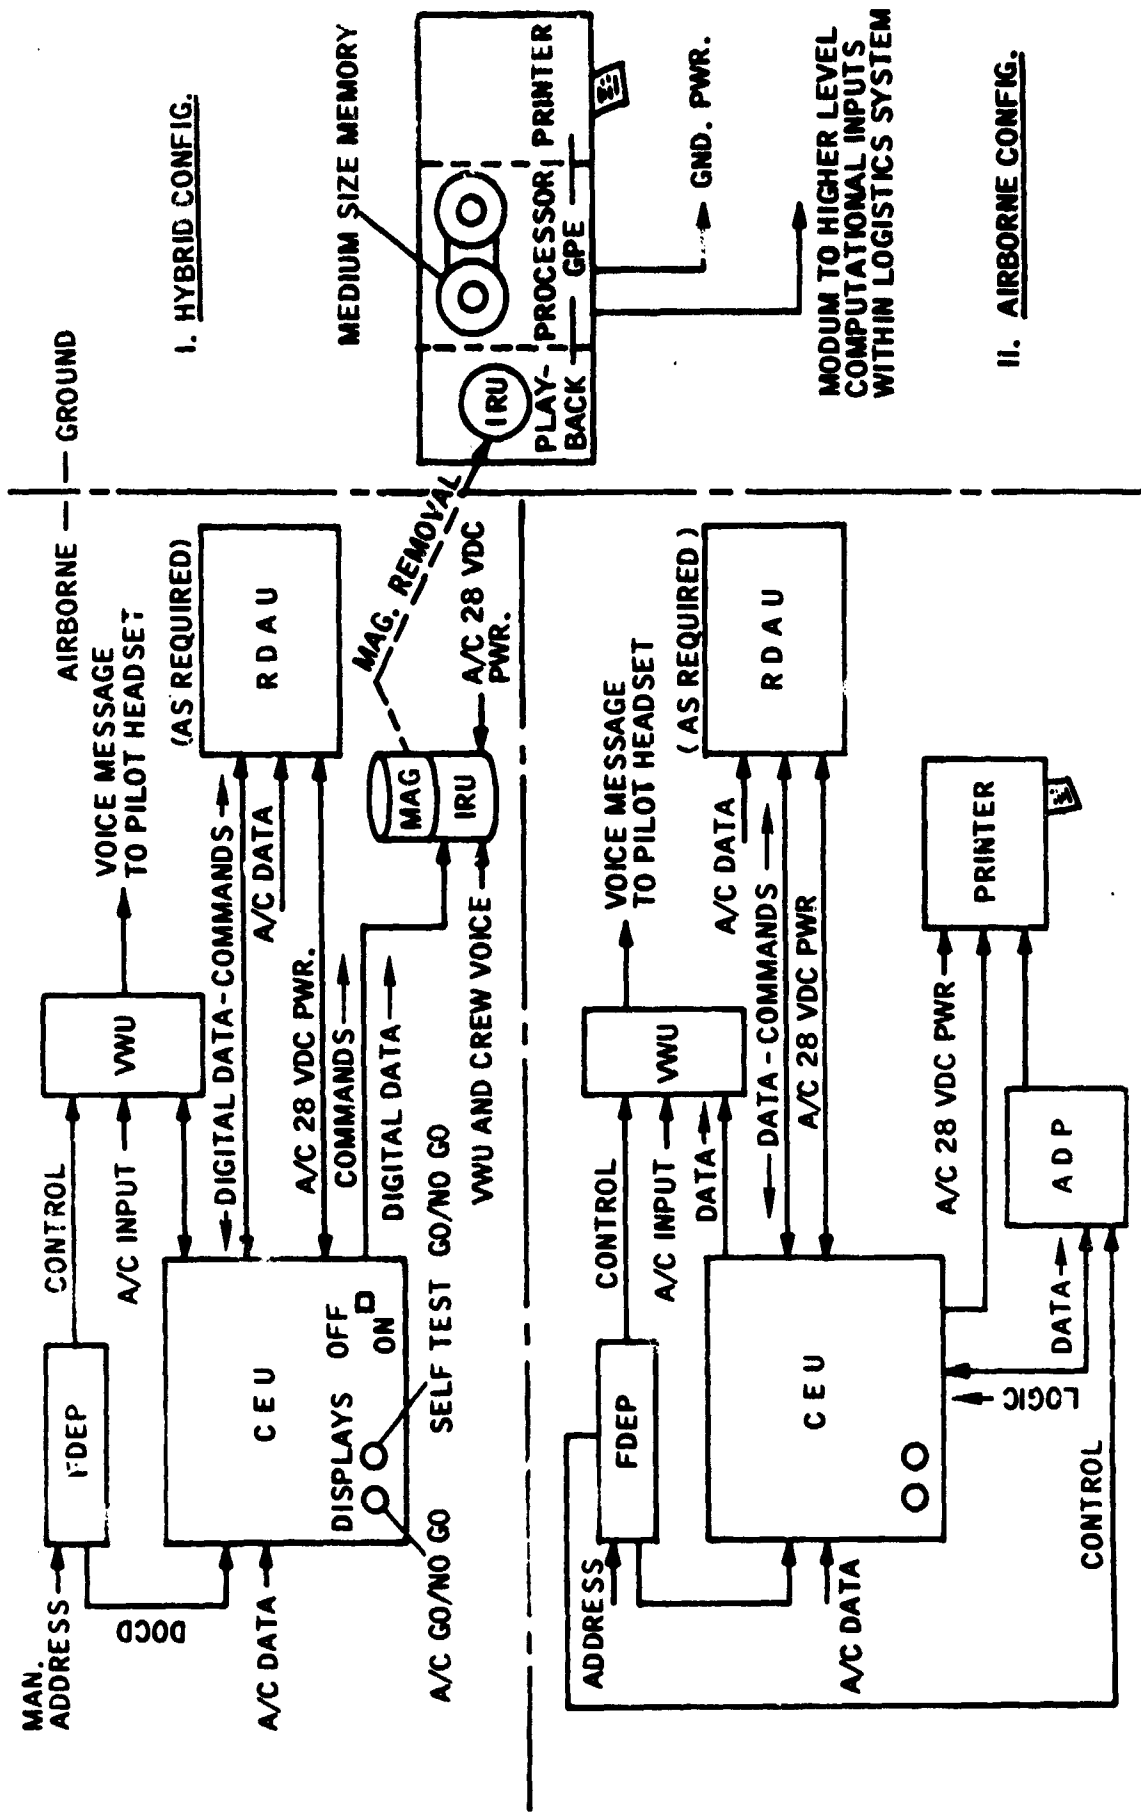 AIRBORNE — GROUND
I. HYBRID CONFIG.
MAN.
ADDRESS
FDEP
CONTROL
A/C INPUT
VWU
VOICE MESSAGE
TO PILOT HEADSET
DOCD
A/C DATA
CEU
DISPLAYS
OFF
ON
A/C GO/NO GO
SELF TEST GO/NO GO
DIGITAL DATA-COMMANDS
A/C DATA
A/C 28 VDC PWR.
COMMANDS
DIGITAL DATA
VWU AND CREW VOICE
(AS REQUIRED)
RDAU
MAG
IRU
MAG. REMOVAL
A/C 28 VDC
PWR.
MEDIUM SIZE MEMORY
IRU
PLAY-
BACK
PROCESSOR
PRINTER
GPE
GND. PWR.
MODUM TO HIGHER LEVEL
COMPUTATIONAL INPUTS
WITHIN LOGISTICS SYSTEM
II. AIRBORNE CONFIG.
ADDRESS
FDEP
CONTROL
A/C INPUT
DATA
VWU
VOICE MESSAGE
TO PILOT HEADSET
A/C DATA
CEU
A/C DATA
DATA-COMMANDS
A/C 28 VDC PWR
(AS REQUIRED)
RDAU
LOGIC
DATA
CONTROL
ADP
A/C 28 VDC PWR
PRINTER